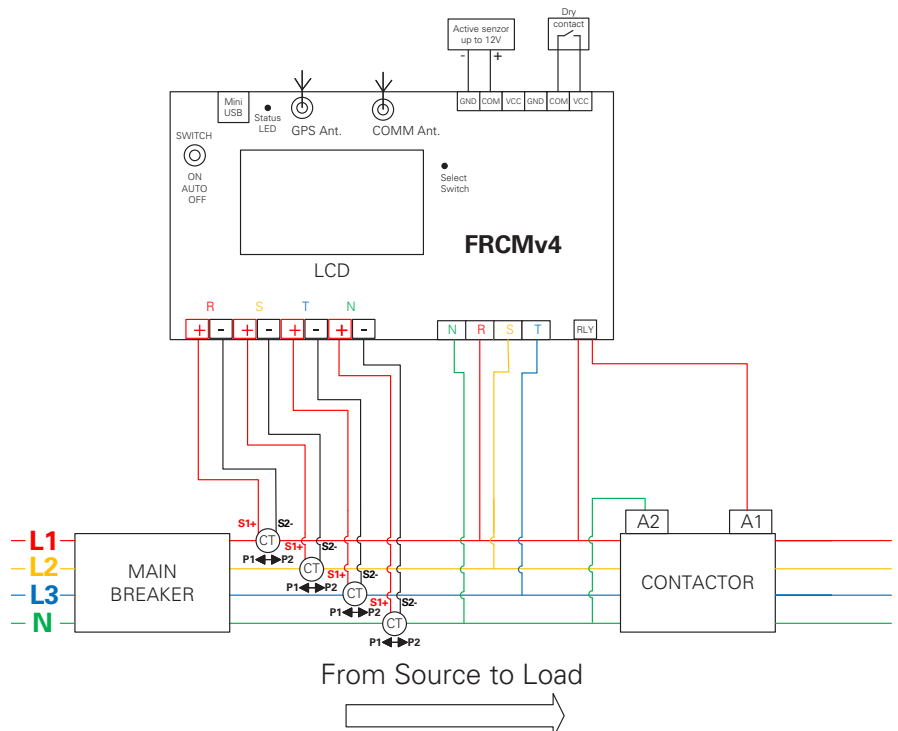 Dry
contact
Active senzor
up to 12V
- +
Mini
USB
Status
LED
GPS Ant.
COMM Ant.
GND COM VCC GND COM VCC
SWITCH
ON
AUTO
OFF
Select
Switch
FRCMv4
LCD
R S T N
+ - + - + - + -
N R S T
RLY
S1+ S2-
L1
CT
P1 P2
S1+ S2-
L2
CT
P1 P2
S1+ S2-
L3
CT
P1 P2
S1+ S2-
N
CT
P1 P2
MAIN
BREAKER
A2 A1
CONTACTOR
From Source to Load